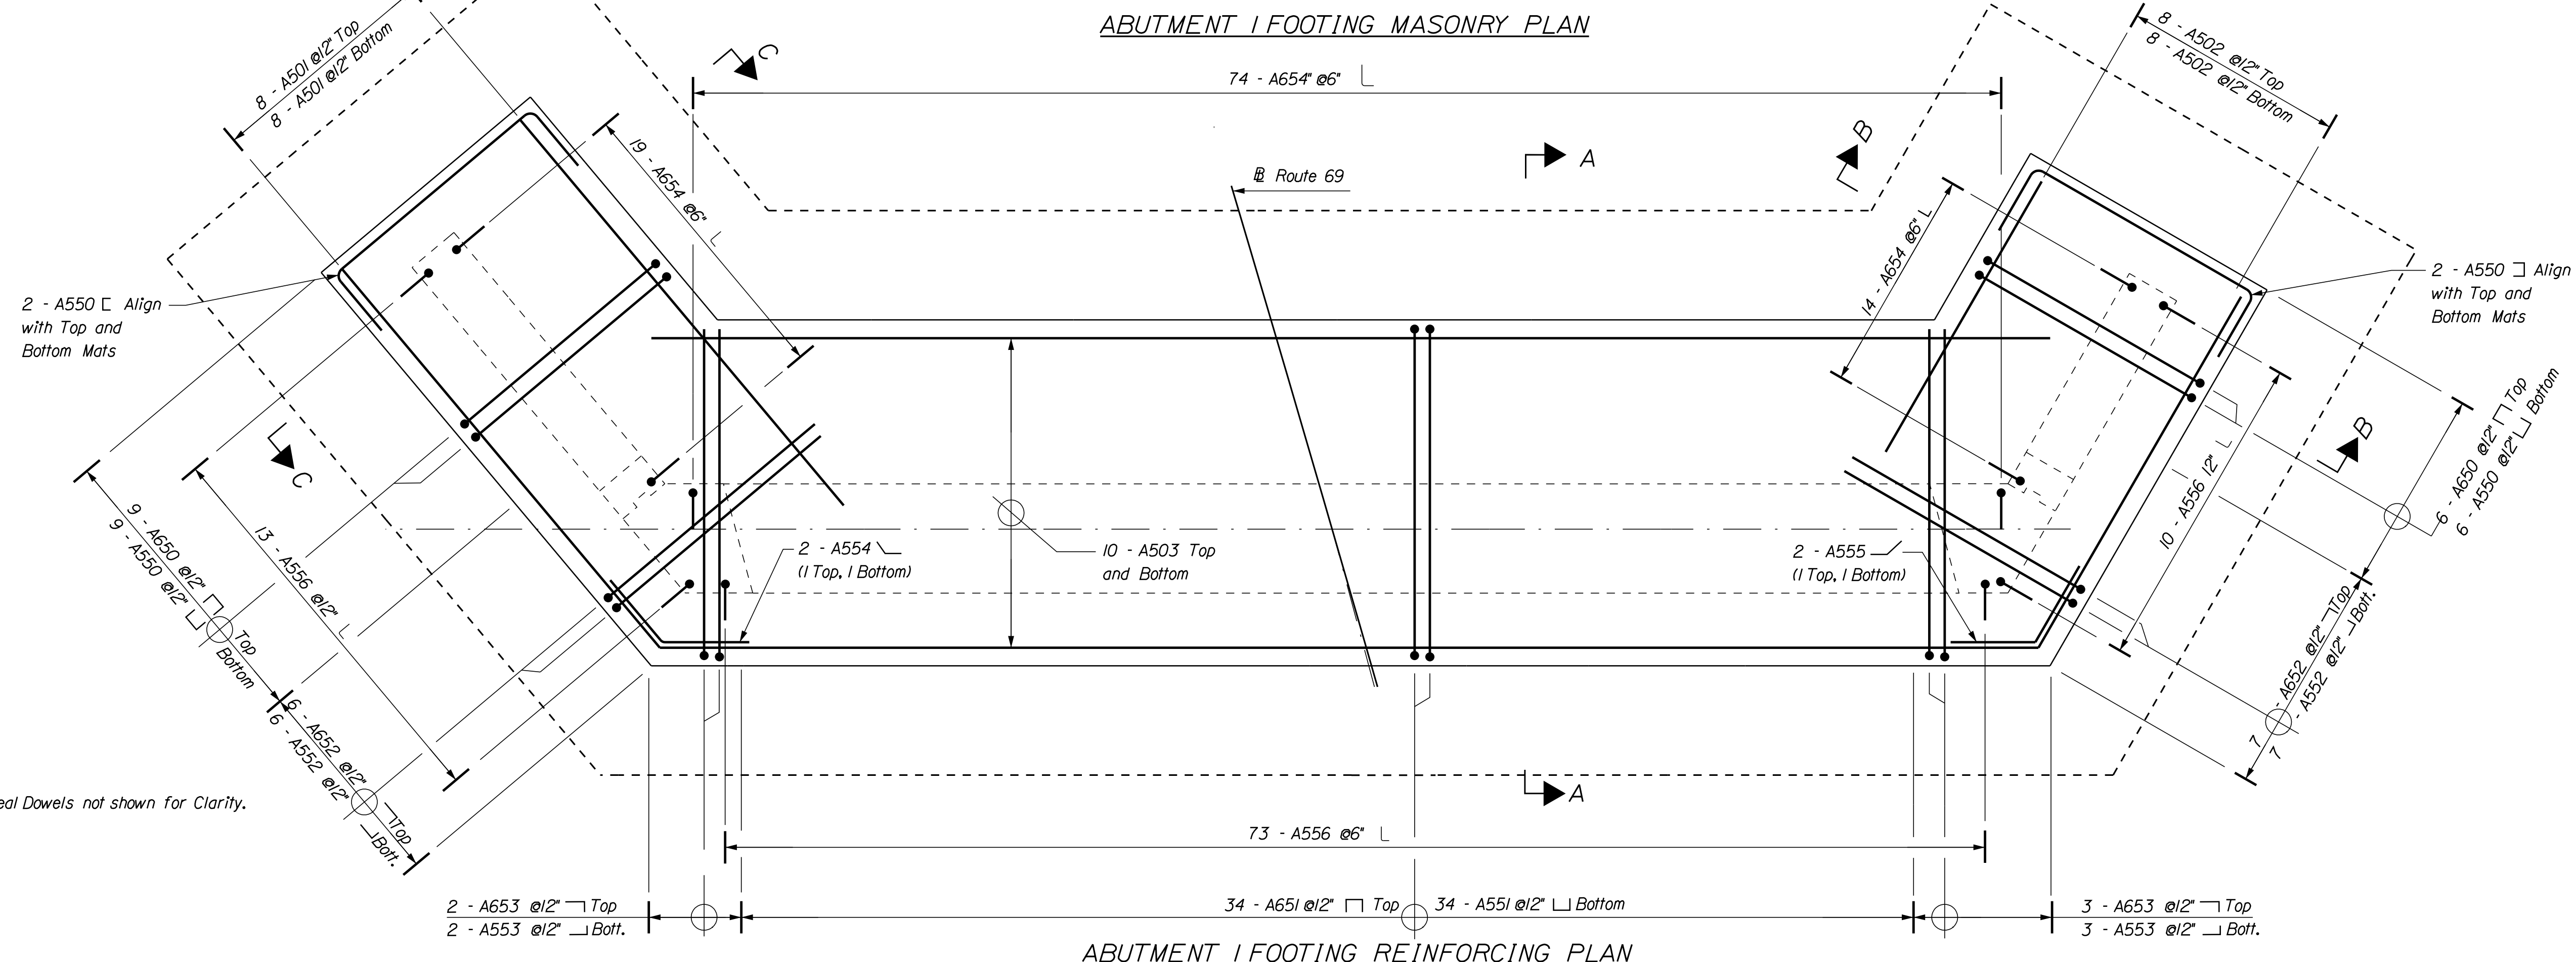 ABUTMENT 1 FOOTING MASONRY PLAN
8 - A501 @12" Top
8 - A501 @12" Bottom
C
74 - A654" @6"
8 - A502 @12" Top
8 - A502 @12" Bottom
19 - A654 @6"
A
B
BL Route 69
14 - A654 @6"
2 - A550 Align
with Top and
Bottom Mats
2 - A550 Align
with Top and
Bottom Mats
C
B
6 - A650 @12" Top
6 - A550 @12" Bottom
10 - A556 12"
9 - A650 @12" Top
9 - A550 @12" Bottom
13 - A556 @12"
2 - A554
(1 Top, 1 Bottom)
10 - A503 Top
and Bottom
2 - A555
(1 Top, 1 Bottom)
7 - A652 @12" Top
7 - A552 @12" Bott.
6 - A652 @12" Top
6 - A552 @12" Bott.
eal Dowels not shown for Clarity.
A
73 - A556 @6"
2 - A653 @12" Top
2 - A553 @12" Bott.
34 - A651 @12" Top 34 - A551 @12" Bottom
3 - A653 @12" Top
3 - A553 @12" Bott.
ABUTMENT 1 FOOTING REINFORCING PLAN